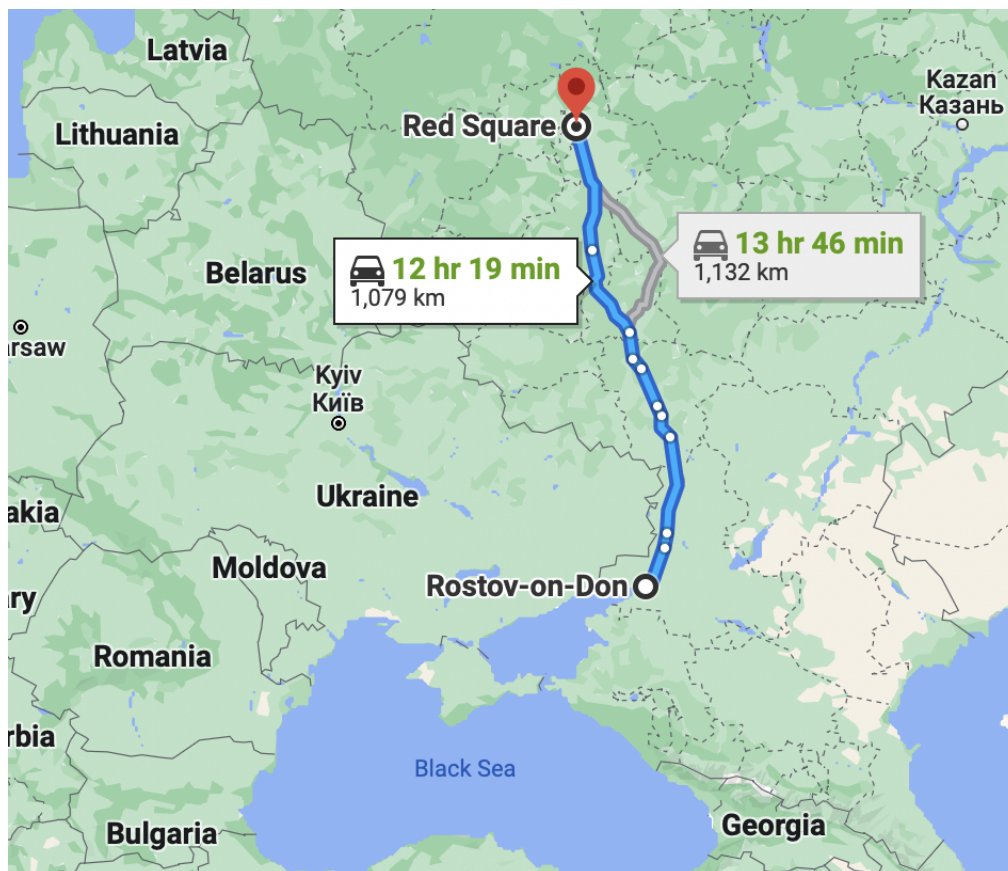 Latvia
Kazan
Казань
Lithuania
Red Square
13 hr 46 min
1,132 km
12 hr 19 min
1,079 km
Belarus
arsaw
Kyiv
Київ
Ukraine
akia
Moldova
Rostov-on-Don
ry
Romania
rbia
Black Sea
Georgia
Bulgaria